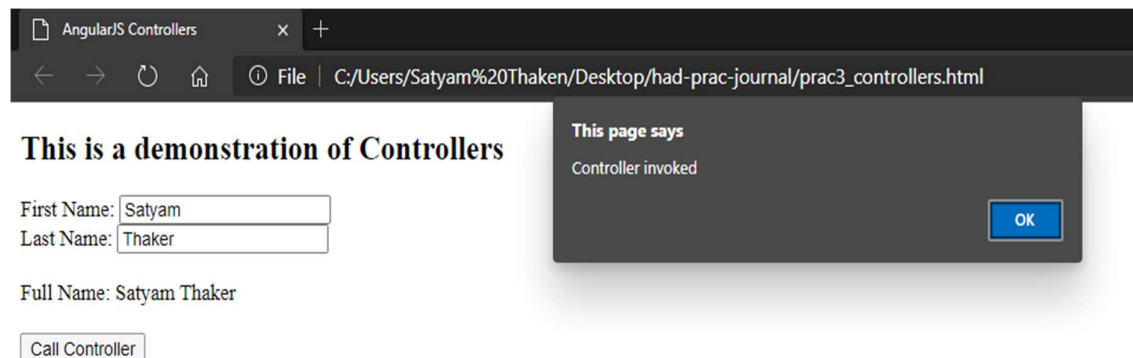 AngularJS Controllers
File C:/Users/Satyam%20Thaken/Desktop/had-prac-journal/prac3_controllers.html
This page says
Controller invoked
OK
This is a demonstration of Controllers
First Name: Satyam
Last Name: Thaker
Full Name: Satyam Thaker
Call Controller